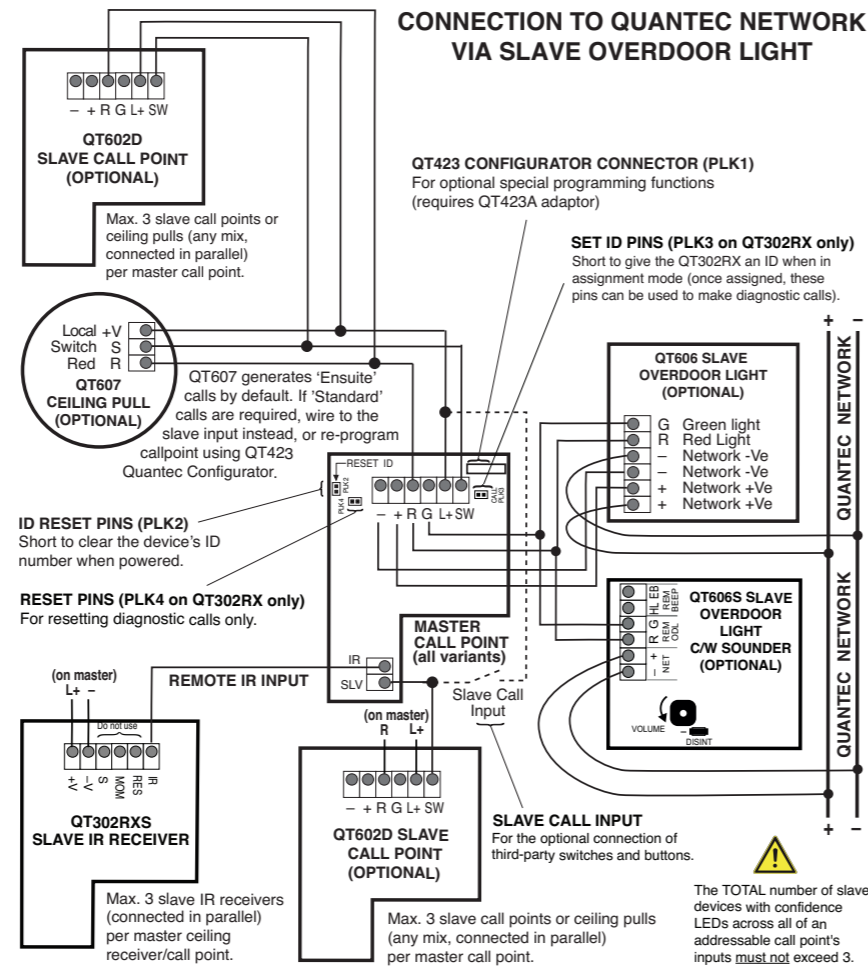 CONNECTION TO QUANTEC NETWORK
VIA SLAVE OVERDOOR LIGHT
– + R G L+ SW
QT602D
SLAVE CALL POINT
(OPTIONAL)
Max. 3 slave call points or
ceiling pulls (any mix,
connected in parallel)
per master call point.
QT423 CONFIGURATOR CONNECTOR (PLK1)
For optional special programming functions
(requires QT423A adaptor)
SET ID PINS (PLK3 on QT302RX only)
Short to give the QT302RX an ID when in
assignment mode (once assigned, these
pins can be used to make diagnostic calls).
Local +V
Switch S
Red R
QT607
CEILING PULL
(OPTIONAL)
QT607 generates 'Ensuite'
calls by default. If 'Standard'
calls are required, wire to the
slave input instead, or re-program
callpoint using QT423
Quantec Configurator.
+ –
QUANTEC NETWORK
QUANTEC NETWORK
QT606 SLAVE
OVERDOOR LIGHT
(OPTIONAL)
G Green light
R Red Light
– Network -Ve
– Network -Ve
+ Network +Ve
+ Network +Ve
RESET ID
PLK2
PLK4
CALL
PLK3
– + R G L+ SW
ID RESET PINS (PLK2)
Short to clear the device's ID
number when powered.
RESET PINS (PLK4 on QT302RX only)
For resetting diagnostic calls only.
MASTER
CALL POINT
(all variants)
IR
SLV
REMOTE IR INPUT
Slave Call
Input
QT606S SLAVE
OVERDOOR
LIGHT
C/W SOUNDER
(OPTIONAL)
EB
HL
REM
BEEP
G
R
REM
ODL
+
–
NET
VOLUME
–
DISINT
QUANTEC NETWORK
QUANTEC NETWORK
+ –
(on master)
L+ –
Do not use
+V –V S MOM RES IR
QT302RXS
SLAVE IR RECEIVER
Max. 3 slave IR receivers
(connected in parallel)
per master ceiling
receiver/call point.
(on master)
R L+
– + R G L+ SW
QT602D SLAVE
CALL POINT
(OPTIONAL)
Max. 3 slave call points or ceiling pulls
(any mix, connected in parallel)
per master call point.
SLAVE CALL INPUT
For the optional connection of
third-party switches and buttons.
The TOTAL number of slave
devices with confidence
LEDs across all of an
addressable call point's
inputs must not exceed 3.